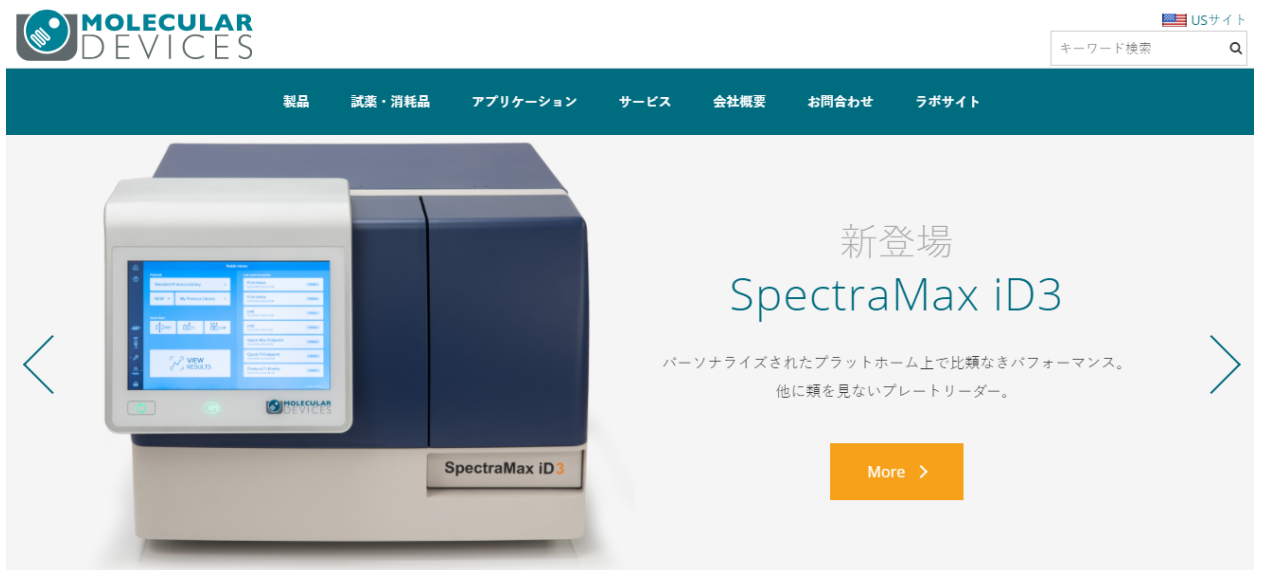 MOLECULAR
DEVICES
USサイト
キーワード検索
製品 試薬・消耗品 アプリケーション サービス 会社概要 お問合わせ ラボサイト
新登場
SpectraMax iD3
パーソナライズされたプラットホーム上で比類なきパフォーマンス。
他に類を見ないプレートリーダー。
More
VIEW
RESULTS
MOLECULAR
DEVICES
SpectraMax iD3